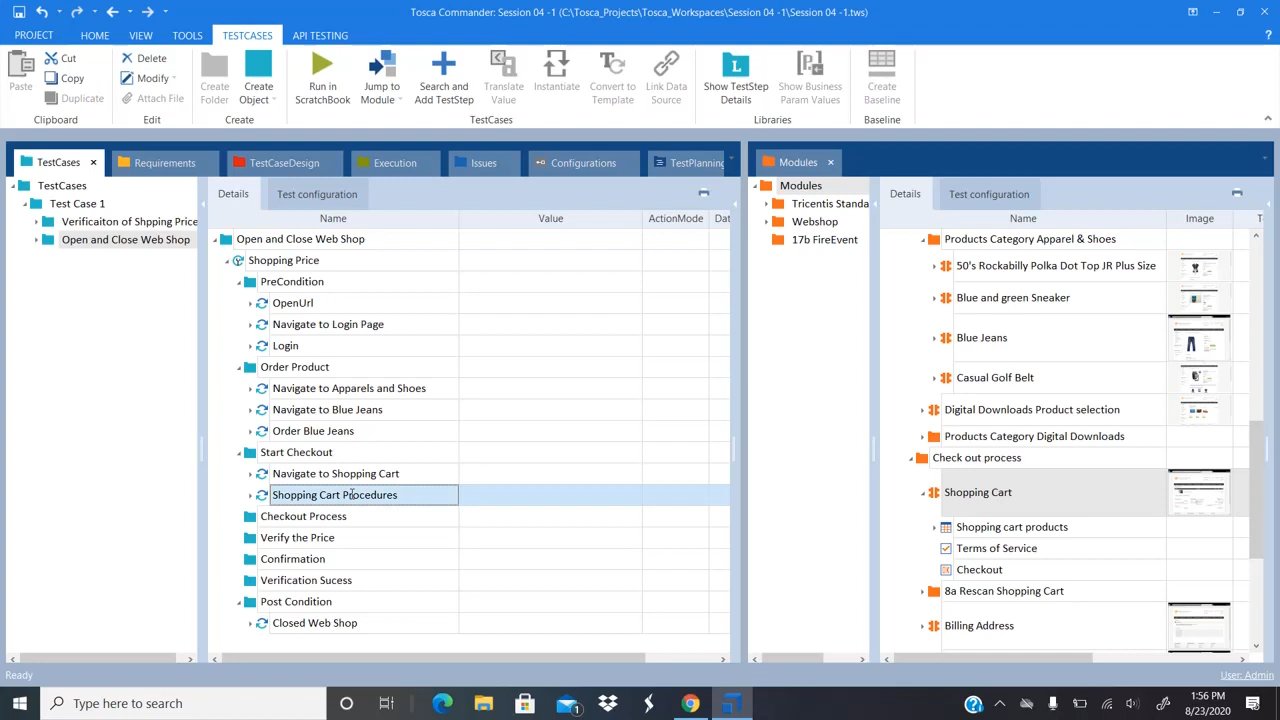 Tosca Commander: Session 04 -1 (C:\Tosca_Projects\Tosca_Workspaces\Session 04 -1\Session 04 -1.tws)
PROJECT HOME VIEW TOOLS TESTCASES API TESTING
Paste
Cut
Copy
Duplicate
Clipboard
Delete
Modify
Attach File
Edit
Create Folder
Create Object
Create
Run in ScratchBook
Jump to Module
Search and Add TestStep
Translate Value
Instantiate
Convert to Template
Link Data Source
TestCases
Show TestStep Details
Show Business Param Values
Libraries
Create Baseline
Baseline
TestCases Requirements TestCaseDesign Execution Issues Configurations TestPlanning
TestCases
Test Case 1
Verificaiton of Shpping Price
Open and Close Web Shop
Details Test configuration
Name Value ActionMode Dat
Open and Close Web Shop
Shopping Price
PreCondition
OpenUrl
Navigate to Login Page
Login
Order Product
Navigate to Apparels and Shoes
Navigate to Blue Jeans
Order Blue Jeans
Start Checkout
Navigate to Shopping Cart
Shopping Cart Procedures
Checkout Process
Verify the Price
Confirmation
Verification Sucess
Post Condition
Closed Web Shop
Modules
Modules
Tricentis Standa
Webshop
17b FireEvent
Details Test configuration
Name Image
Products Category Apparel & Shoes
50's Rockabilly Polka Dot Top JR Plus Size
Blue and green Sneaker
Blue Jeans
Casual Golf Belt
Digital Downloads Product selection
Products Category Digital Downloads
Check out process
Shopping Cart
Shopping cart products
Terms of Service
Checkout
8a Rescan Shopping Cart
Billing Address
Ready
User: Admin
Type here to search
1
1:56 PM
8/23/2020